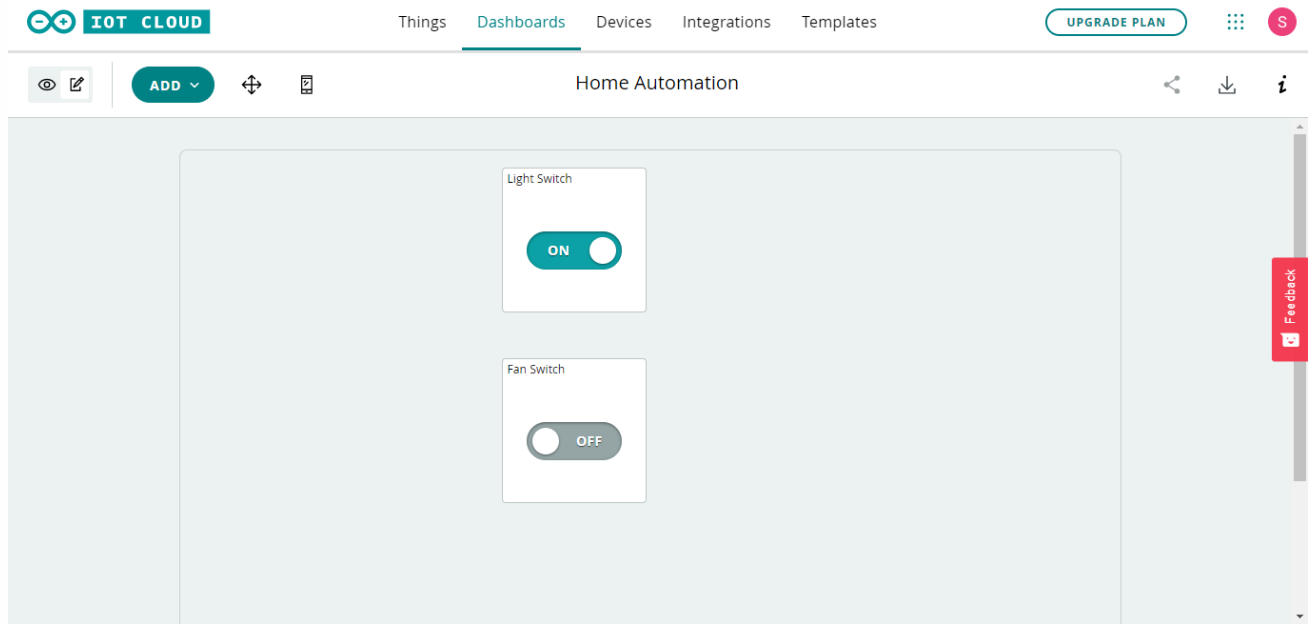 IOT CLOUD Things Dashboards Devices Integrations Templates UPGRADE PLAN S
ADD Home Automation i
Light Switch
ON
Feedback
Fan Switch
OFF